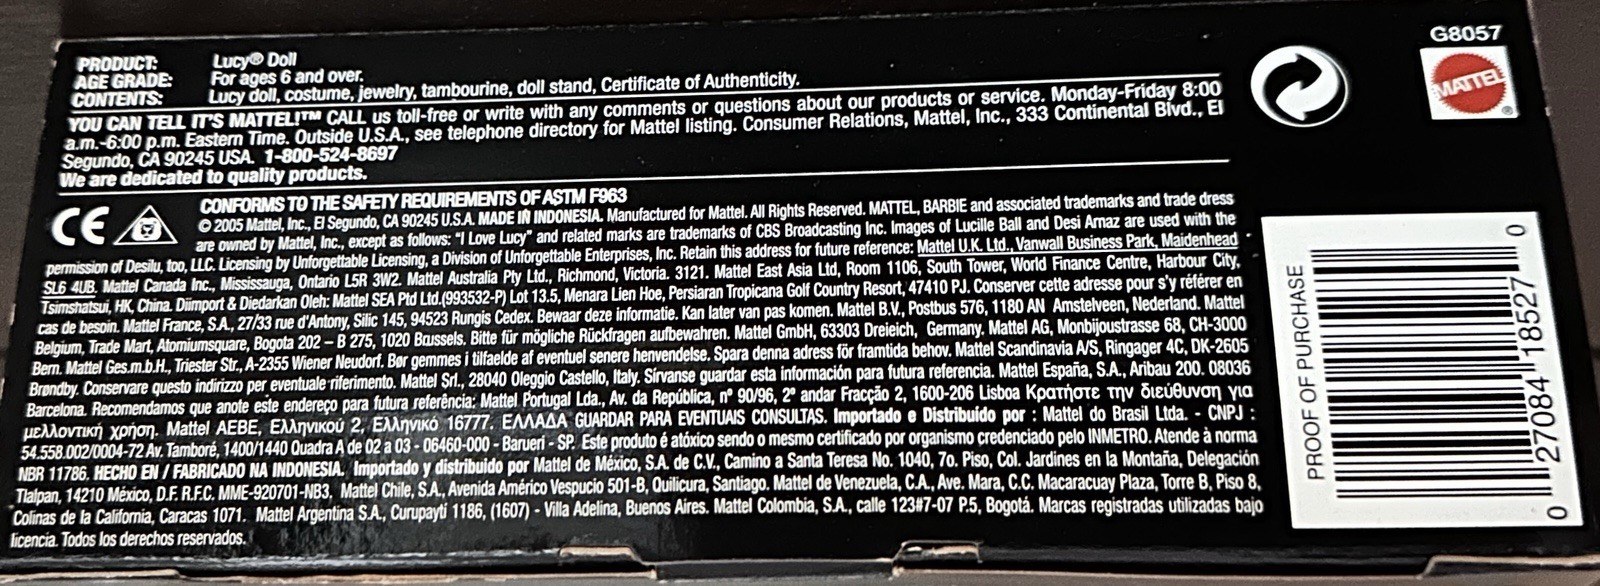 G8057
MATTEL
®
PRODUCT: Lucy® Doll
AGE GRADE: For ages 6 and over.
CONTENTS: Lucy doll, costume, jewelry, tambourine, doll stand, Certificate of Authenticity.
YOU CAN TELL IT'S MATTEL!™ CALL us toll-free or write with any comments or questions about our products or service. Monday-Friday 8:00
a.m.-6:00 p.m. Eastern Time. Outside U.S.A., see telephone directory for Mattel listing. Consumer Relations, Mattel, Inc., 333 Continental Blvd., El
Segundo, CA 90245 USA. 1-800-524-8697
We are dedicated to quality products.
CE
CONFORMS TO THE SAFETY REQUIREMENTS OF ASTM F963
© 2005 Mattel, Inc., El Segundo, CA 90245 U.S.A. MADE IN INDONESIA. Manufactured for Mattel. All Rights Reserved. MATTEL, BARBIE and associated trademarks and trade dress
are owned by Mattel, Inc., except as follows: "I Love Lucy" and related marks are trademarks of CBS Broadcasting Inc. Images of Lucille Ball and Desi Arnaz are used with the
permission of Desilu, too, LLC. Licensing by Unforgettable Licensing, a Division of Unforgettable Enterprises, Inc. Retain this address for future reference: Mattel U.K. Ltd., Vanwall Business Park, Maidenhead
SL6 4UB. Mattel Canada Inc., Mississauga, Ontario L5R 3W2. Mattel Australia Pty Ltd., Richmond, Victoria. 3121. Mattel East Asia Ltd, Room 1106, South Tower, World Finance Centre, Harbour City,
Tsimshatsui, HK, China. Diimport & Diedarkan Oleh: Mattel SEA Ptd Ltd.(993532-P) Lot 13.5, Menara Lien Hoe, Persiaran Tropicana Golf Country Resort, 47410 PJ. Conserver cette adresse pour s'y référer en
cas de besoin. Mattel France, S.A., 27/33 rue d'Antony, Silic 145, 94523 Rungis Cedex. Bewaar deze informatie. Kan later van pas komen. Mattel B.V., Postbus 576, 1180 AN Amstelveen, Nederland. Mattel
Belgium, Trade Mart, Atomiumsquare, Bogota 202 – B 275, 1020 Brussels. Bitte für mögliche Rückfragen aufbewahren. Mattel GmbH, 63303 Dreieich, Germany. Mattel AG, Monbijoustrasse 68, CH-3000
Bern. Mattel Ges.m.b.H., Triester Str., A-2355 Wiener Neudorf. Bør gemmes i tilfaelde af eventuel senere henvendelse. Spara denna adress för framtida behov. Mattel Scandinavia A/S, Ringager 4C, DK-2605
Brøndby. Conservare questo indirizzo per eventuale riferimento. Mattel Srl., 28040 Oleggio Castello, Italy. Sírvanse guardar esta información para futura referencia. Mattel España, S.A., Aribau 200. 08036
Barcelona. Recomendamos que anote este endereço para futura referência: Mattel Portugal Lda., Av. da República, nº 90/96, 2º andar Fracção 2, 1600-206 Lisboa Κρατήστε την διεύθυνση για
μελλοντική χρήση. Mattel AEBE, Ελληνικού 2, Ελληνικό 16777. ΕΛΛΑΔΑ GUARDAR PARA EVENTUAIS CONSULTAS. Importado e Distribuido por : Mattel do Brasil Ltda. - CNPJ :
54.558.002/0004-72 Av. Tamboré, 1400/1440 Quadra A de 02 a 03 - 06460-000 - Barueri - SP. Este produto é atóxico sendo o mesmo certificado por organismo credenciado pelo INMETRO. Atende à norma
NBR 11786. HECHO EN / FABRICADO NA INDONESIA. Importado y distribuido por Mattel de México, S.A. de C.V., Camino a Santa Teresa No. 1040, 7o. Piso, Col. Jardines en la Montaña, Delegación
Tlalpan, 14210 México, D.F. R.F.C. MME-920701-NB3. Mattel Chile, S.A., Avenida Américo Vespucio 501-B, Quilicura, Santiago. Mattel de Venezuela, C.A., Ave. Mara, C.C. Macaracuay Plaza, Torre B, Piso 8,
Colinas de la California, Caracas 1071. Mattel Argentina S.A., Curupaytí 1186, (1607) - Villa Adelina, Buenos Aires. Mattel Colombia, S.A., calle 123#7-07 P.5, Bogotá. Marcas registradas utilizadas bajo
licencia. Todos los derechos reservados.
PROOF OF PURCHASE
0 27084 18527 0